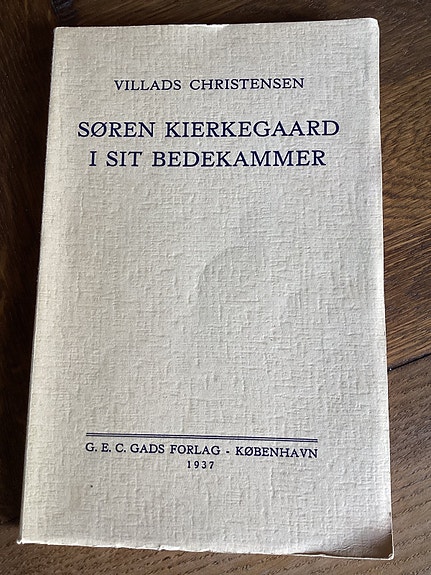 VILLADS CHRISTENSEN
SØREN KIERKEGAARD
I SIT BEDEKAMMER
G. E. C. GADS FORLAG - KØBENHAVN
1937